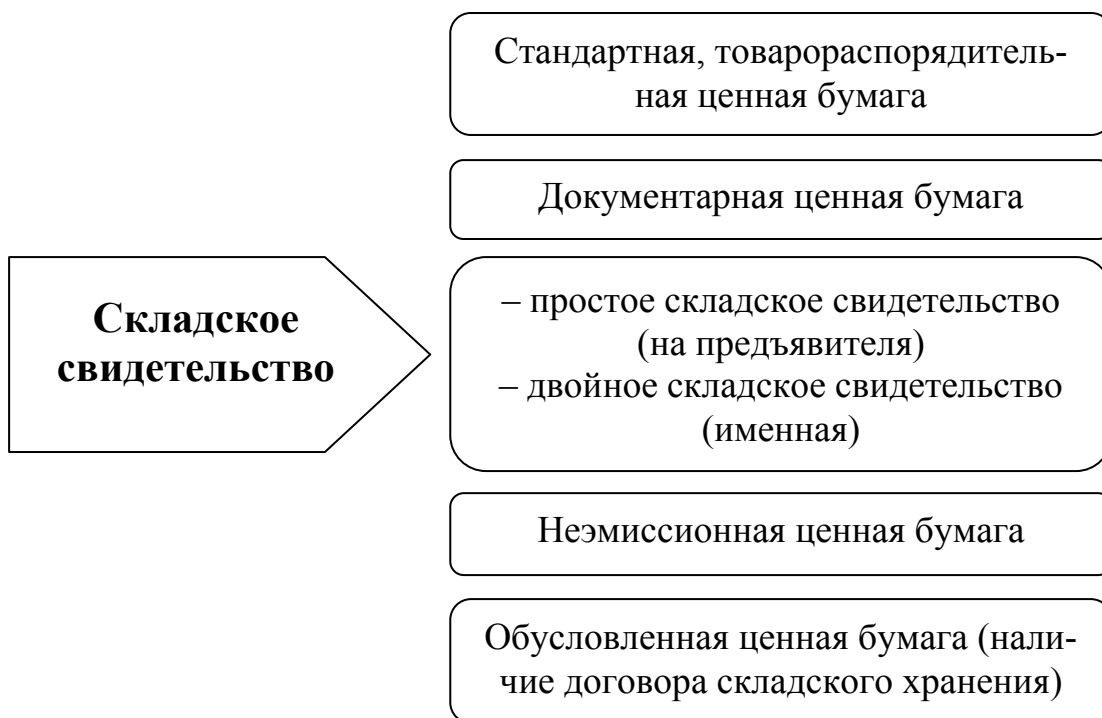 Стандартная, товарораспорядитель-
ная ценная бумага
Документарная ценная бумага
Складское
свидетельство
– простое складское свидетельство
(на предъявителя)
– двойное складское свидетельство
(именная)
Неэмиссионная ценная бумага
Обусловленная ценная бумага (нали-
чие договора складского хранения)